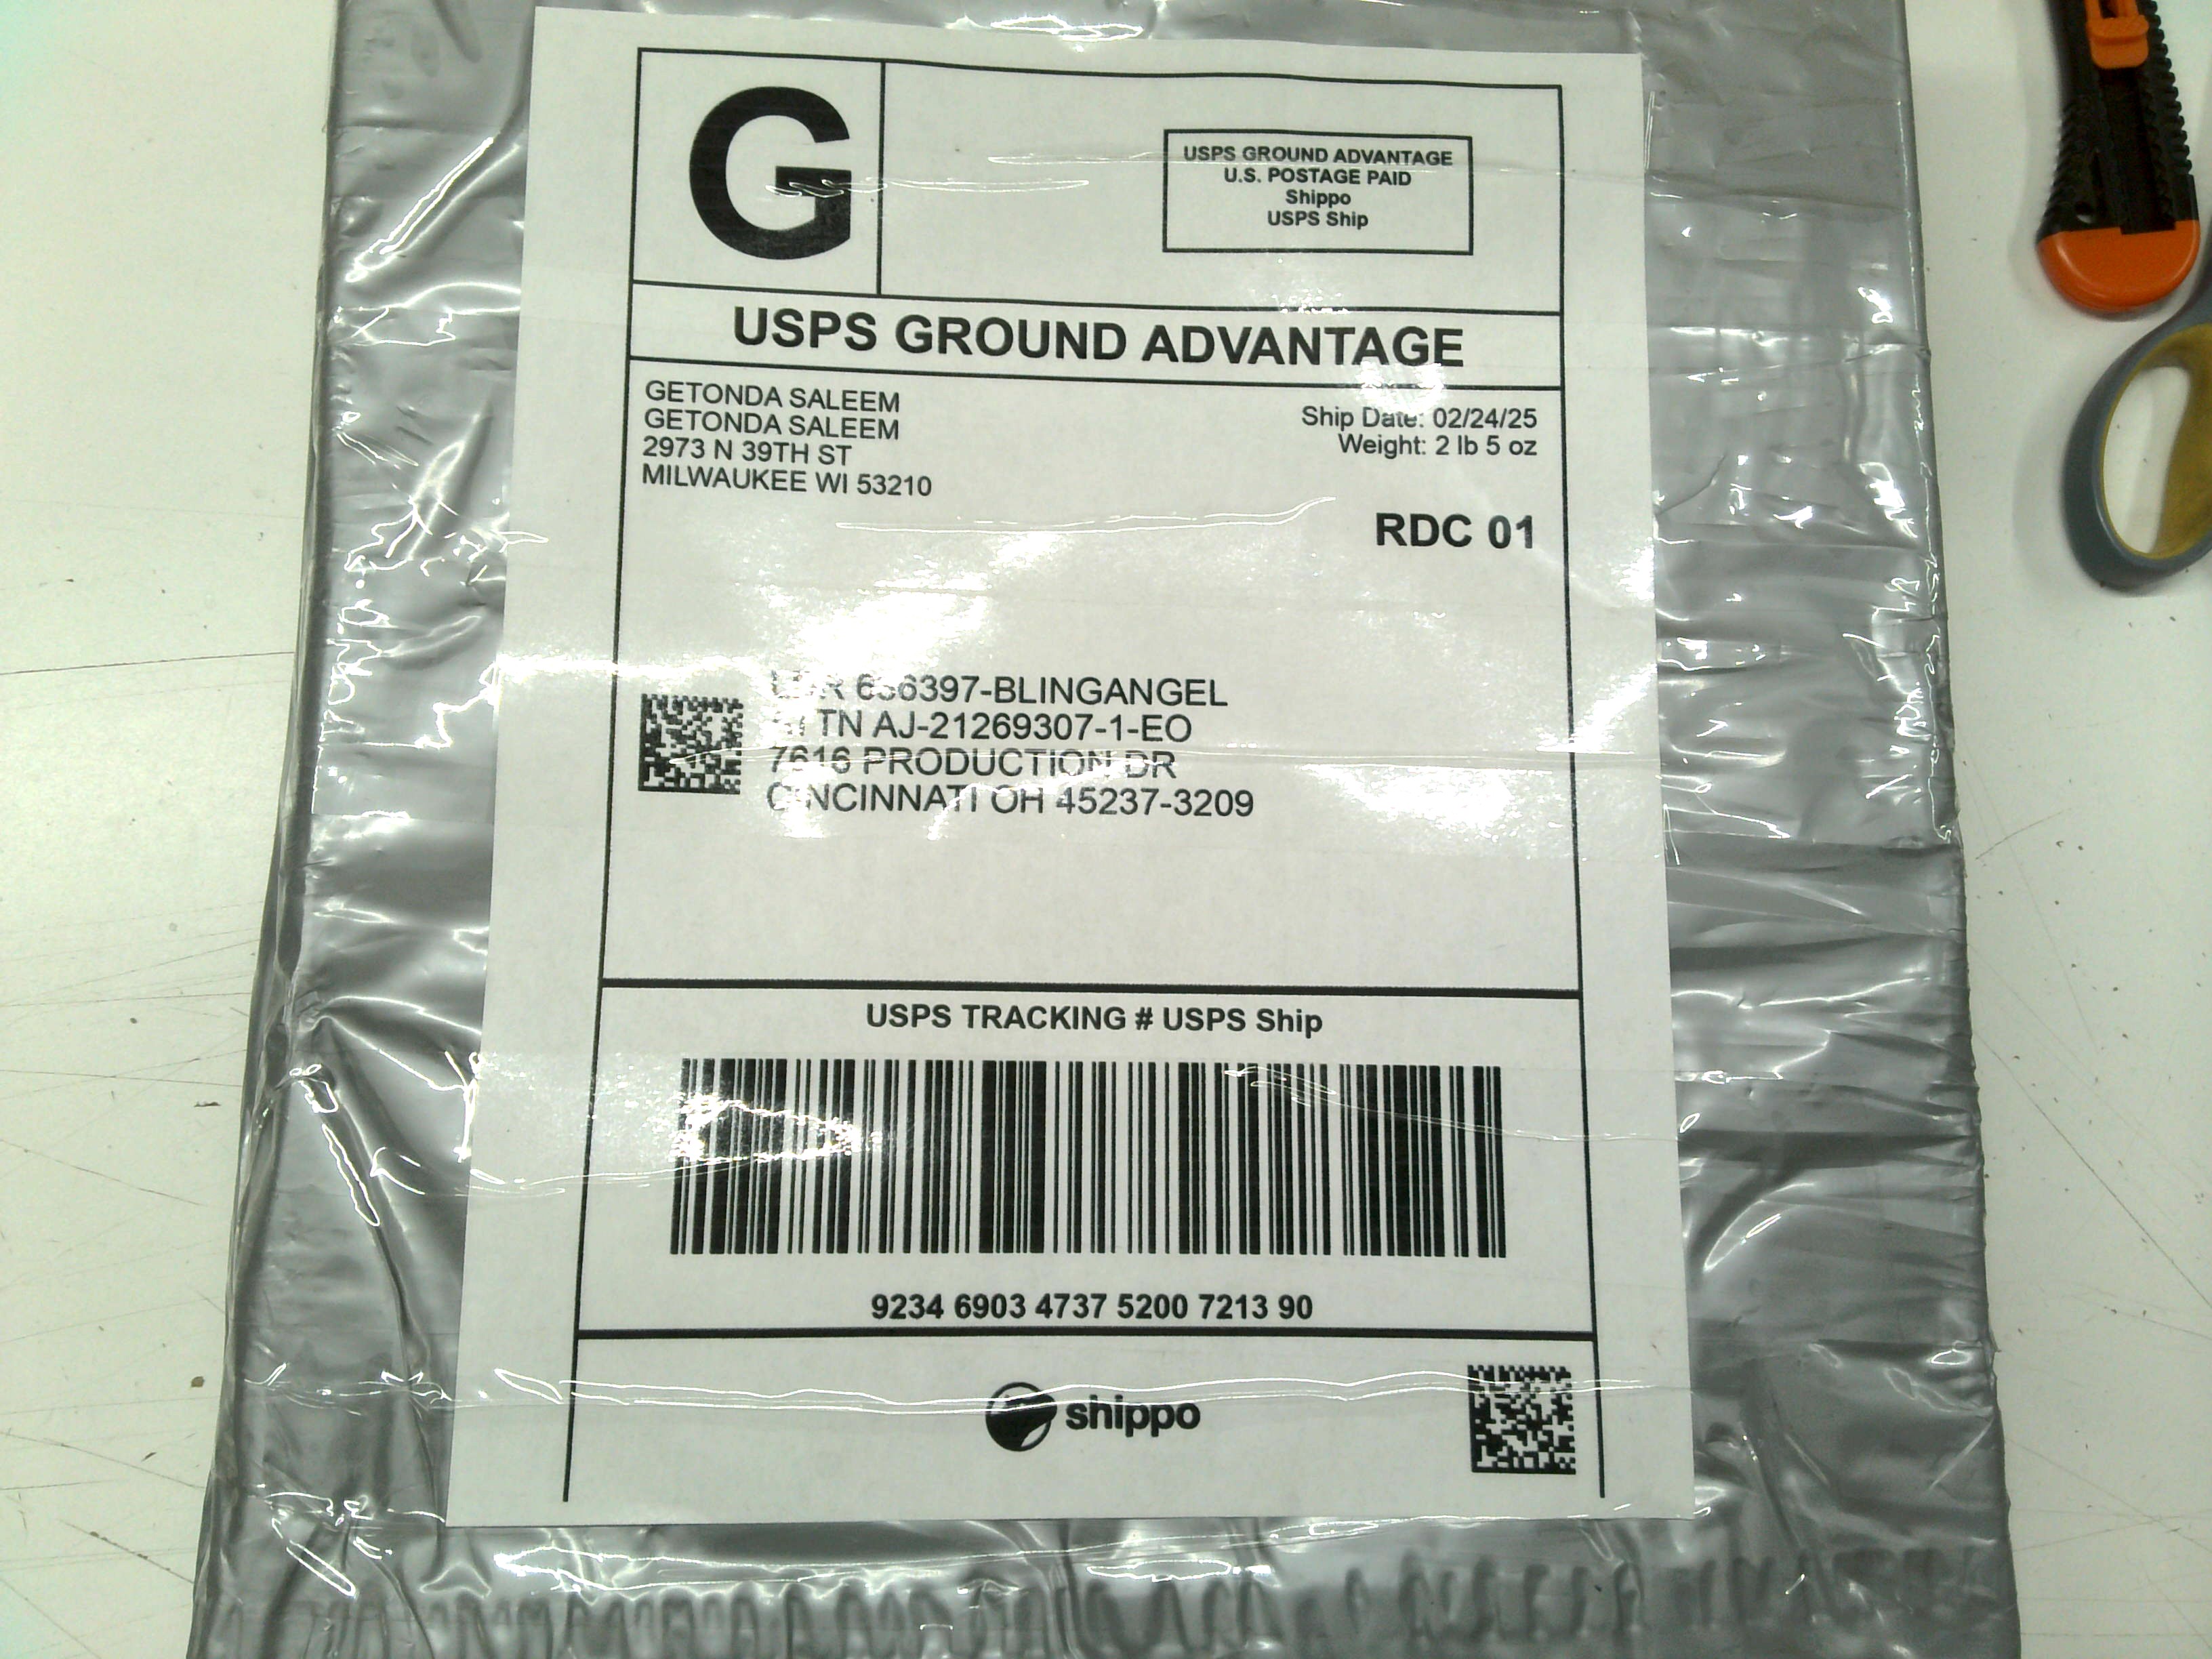 G
USPS GROUND ADVANTAGE
U.S. POSTAGE PAID
Shippo
USPS Ship
USPS GROUND ADVANTAGE
GETONDA SALEEM
GETONDA SALEEM
2973 N 39TH ST
MILWAUKEE WI 53210
Ship Date: 02/24/25
Weight: 2 lb 5 oz
RDC 01
AJ-21269307-1-EO
7616 PRODUCTION DR
CINCINNATI OH 45237-3209
USPS TRACKING # USPS Ship
9234 6903 4737 5200 7213 90
shippo